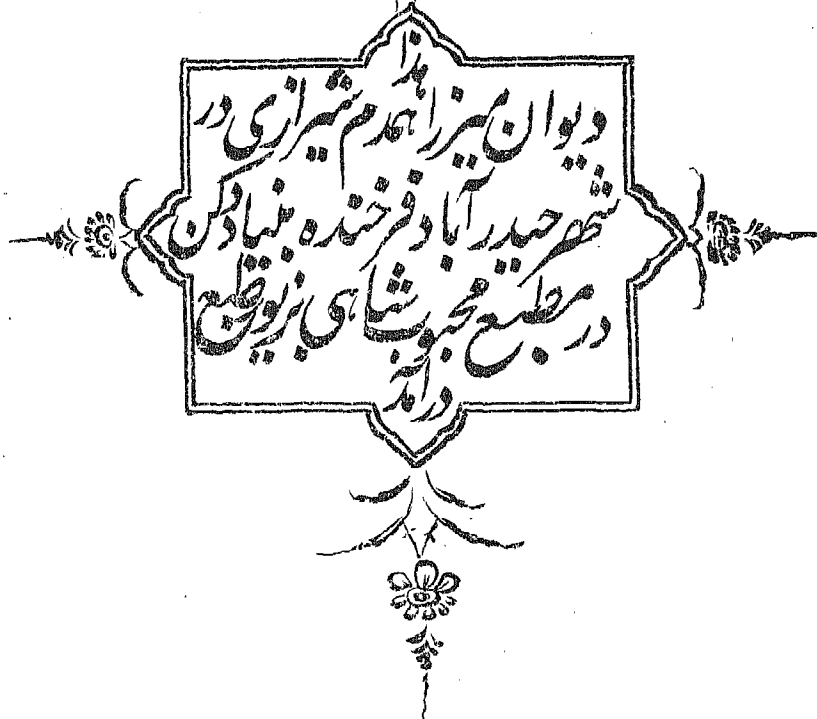 هذا
دیوان میرزا همدم شیرازی در
شهر حیدرآباد فرخنده بنیاد دکن
در مطبع محبوب شاهی بزیور طبع
درآمد